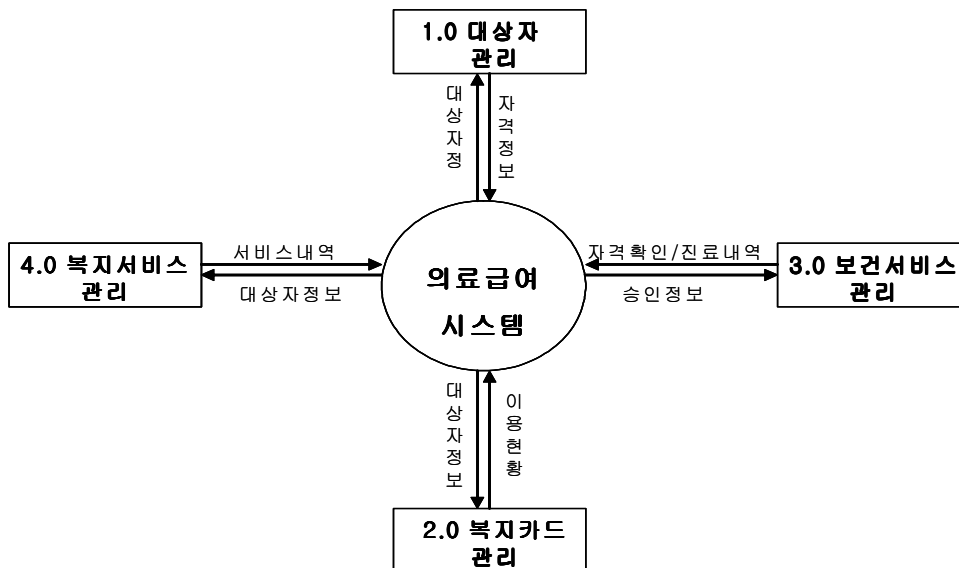 1.0 대상자
관리
대상자정
자격정보
서비스내역
대상자정보
4.0 복지서비스
관리
의료급여
시스템
자격확인/진료내역
승인정보
3.0 보건서비스
관리
대상자정보
이용현황
2.0 복지카드
관리